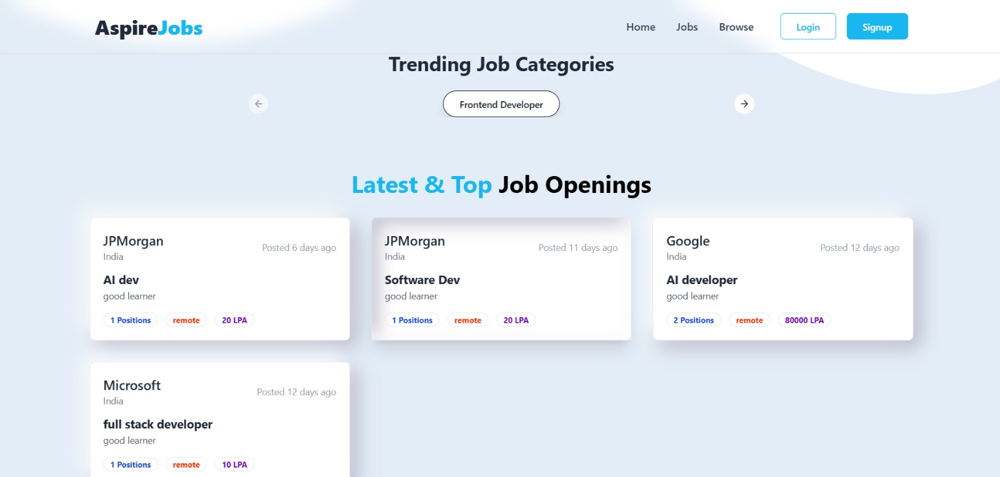 AspireJobs
Home Jobs Browse Login Signup
Trending Job Categories
Frontend Developer
Latest & Top Job Openings
JPMorgan
Posted 6 days ago
India
AI dev
good learner
1 Positions remote 20 LPA
JPMorgan
Posted 11 days ago
India
Software Dev
good learner
1 Positions remote 20 LPA
Google
Posted 12 days ago
India
AI developer
good learner
2 Positions remote 80000 LPA
Microsoft
Posted 12 days ago
India
full stack developer
good learner
1 Positions remote 10 LPA